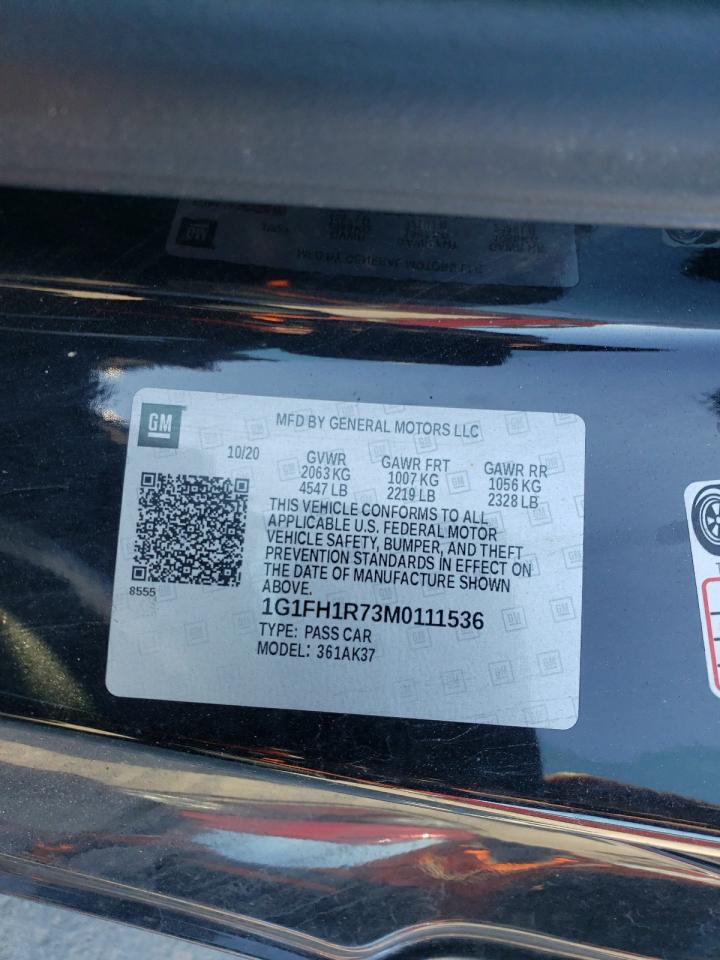 GM
MFD BY GENERAL MOTORS LLC
10/20
GVWR GAWR FRT GAWR RR
2063 KG 1007 KG 1056 KG
4547 LB 2219 LB 2328 LB
THIS VEHICLE CONFORMS TO ALL
APPLICABLE U.S. FEDERAL MOTOR
VEHICLE SAFETY, BUMPER, AND THEFT
PREVENTION STANDARDS IN EFFECT ON
THE DATE OF MANUFACTURE SHOWN
ABOVE.
8555
1G1FH1R73M0111536
TYPE: PASS CAR
MODEL: 361AK37